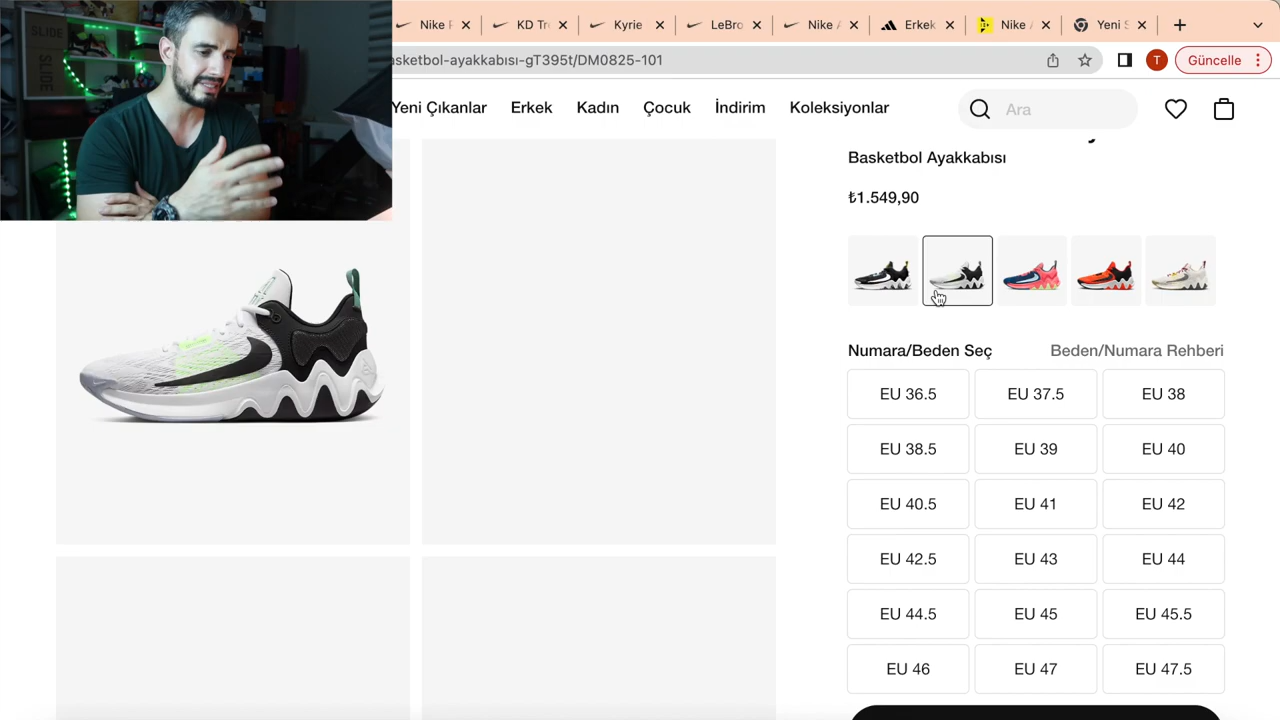 SLIDE
SLIDE
Nike F
KD Tr
Kyrie
LeBro
Nike
Erkek
Nike
Yeni S
sketbol-ayakkabısı-gT395t/DM0825-101
T
Güncelle
Yeni Çıkanlar
Erkek
Kadın
Çocuk
İndirim
Koleksiyonlar
Ara
Basketbol Ayakkabısı
₺1.549,90
Numara/Beden Seç
Beden/Numara Rehberi
EU 36.5
EU 37.5
EU 38
EU 38.5
EU 39
EU 40
EU 40.5
EU 41
EU 42
EU 42.5
EU 43
EU 44
EU 44.5
EU 45
EU 45.5
EU 46
EU 47
EU 47.5